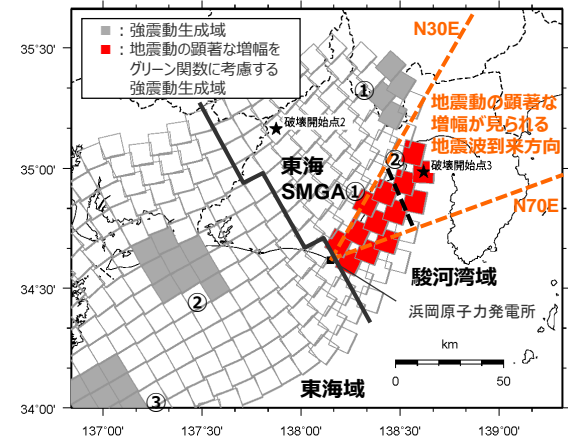 ■：強震動生成域
■：地震動の顕著な増幅を
グリーン関数に考慮する
強震動生成域
N30E
地震動の顕著な
増幅が見られる
地震波到来方向
N70E
①
★破壊開始点2
②
★破壊開始点3
東海
SMGA①
駿河湾域
浜岡原子力発電所
東海域
②
③
km
0 50
35°30'
35°00'
34°30'
34°00'
137°00' 137°30' 138°00' 138°30' 139°00'